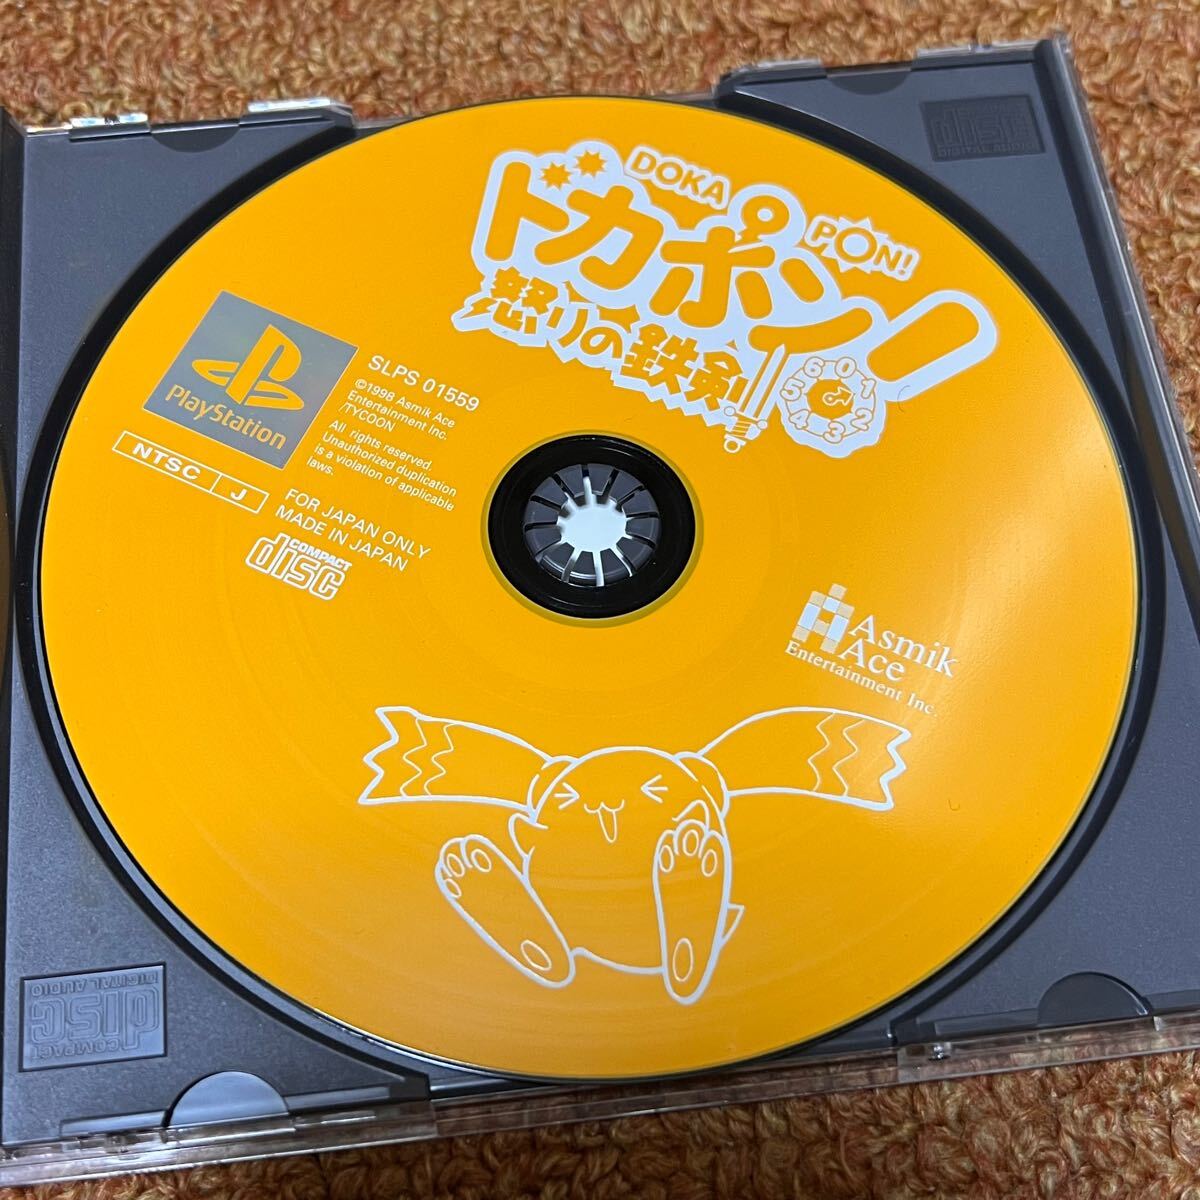 DOKA PON!
ドカポン!
怒りの鉄剣
0 1 2 3 4 5 6
PlayStation
SLPS 01559
©1998 Asmik Ace
Entertainment Inc.
/TYCOON
All rights reserved.
Unauthorized duplication
is a violation of applicable
laws.
NTSC J
FOR JAPAN ONLY
MADE IN JAPAN
COMPACT
disc
Asmik
Ace
Entertainment Inc.
disc
DIGITAL AUDIO
COMPACT
disc
DIGITAL AUDIO